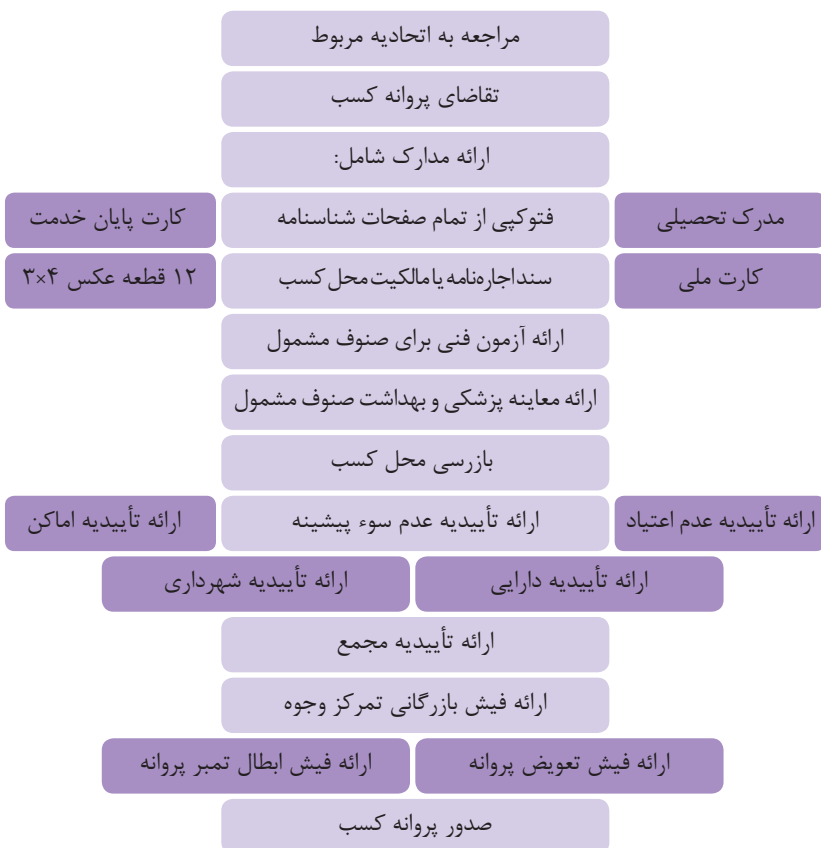 مراجعه به اتحادیه مربوط
تقاضای پروانه کسب
ارائه مدارک شامل:
مدرک تحصیلی
فتوکپی از تمام صفحات شناسنامه
کارت پایان خدمت
کارت ملی
سند اجاره‌نامه یا مالکیت محل کسب
۱۲ قطعه عکس ۴×۳
ارائه آزمون فنی برای صنوف مشمول
ارائه معاینه پزشکی و بهداشت صنوف مشمول
بازرسی محل کسب
ارائه تأییدیه عدم اعتیاد
ارائه تأییدیه عدم سوء پیشینه
ارائه تأییدیه اماکن
ارائه تأییدیه دارایی
ارائه تأییدیه شهرداری
ارائه تأییدیه مجمع
ارائه فیش بازرگانی تمرکز وجوه
ارائه فیش تعویض پروانه
ارائه فیش ابطال تمبر پروانه
صدور پروانه کسب